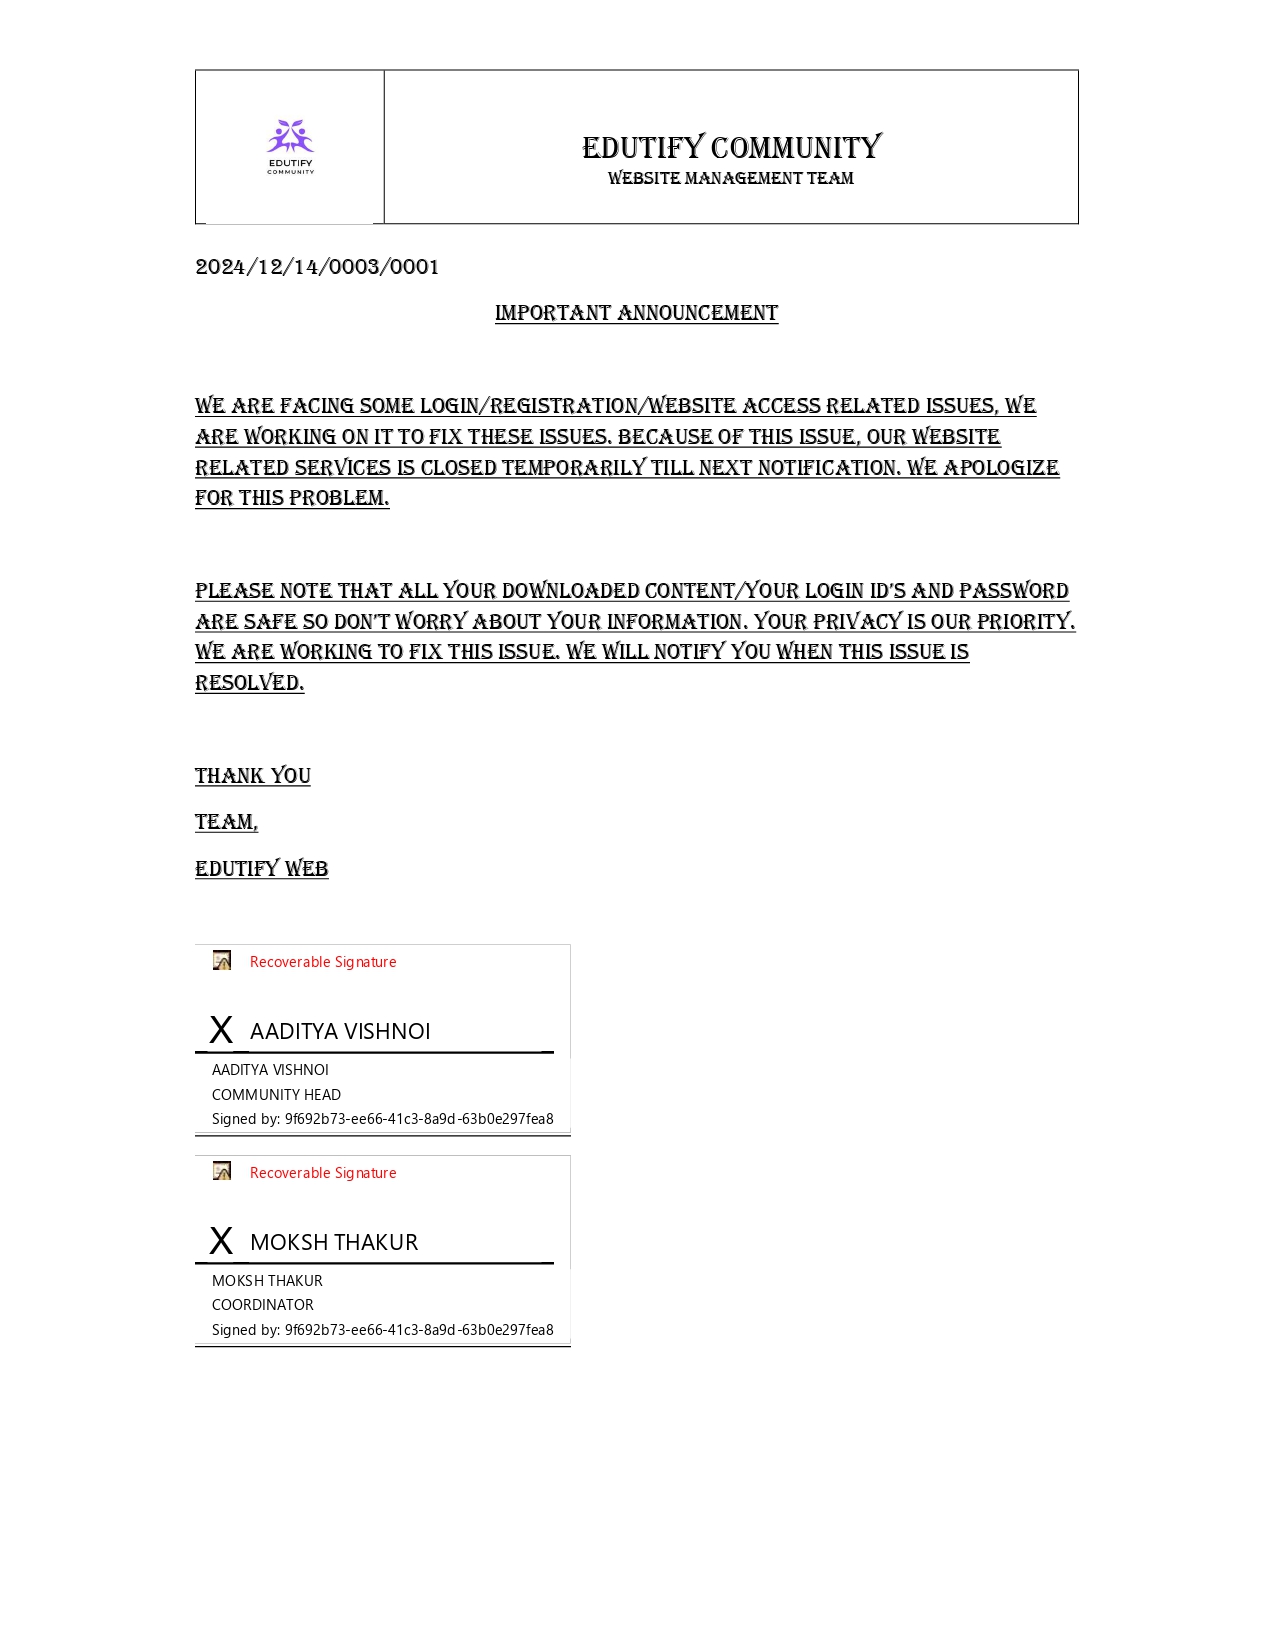 EDUTIFY
COMMUNITY
EDUTIFY COMMUNITY
WEBSITE MANAGEMENT TEAM
2024/12/14/0003/0001
IMPORTANT ANNOUNCEMENT
WE ARE FACING SOME LOGIN/REGISTRATION/WEBSITE ACCESS RELATED ISSUES, WE
ARE WORKING ON IT TO FIX THESE ISSUES. BECAUSE OF THIS ISSUE, OUR WEBSITE
RELATED SERVICES IS CLOSED TEMPORARILY TILL NEXT NOTIFICATION. WE APOLOGIZE
FOR THIS PROBLEM.
PLEASE NOTE THAT ALL YOUR DOWNLOADED CONTENT/YOUR LOGIN ID'S AND PASSWORD
ARE SAFE SO DON'T WORRY ABOUT YOUR INFORMATION. YOUR PRIVACY IS OUR PRIORITY.
WE ARE WORKING TO FIX THIS ISSUE. WE WILL NOTIFY YOU WHEN THIS ISSUE IS
RESOLVED.
THANK YOU
TEAM,
EDUTIFY WEB
Recoverable Signature
X AADITYA VISHNOI
AADITYA VISHNOI
COMMUNITY HEAD
Signed by: 9f692b73-ee66-41c3-8a9d-63b0e297fea8
Recoverable Signature
X MOKSH THAKUR
MOKSH THAKUR
COORDINATOR
Signed by: 9f692b73-ee66-41c3-8a9d-63b0e297fea8